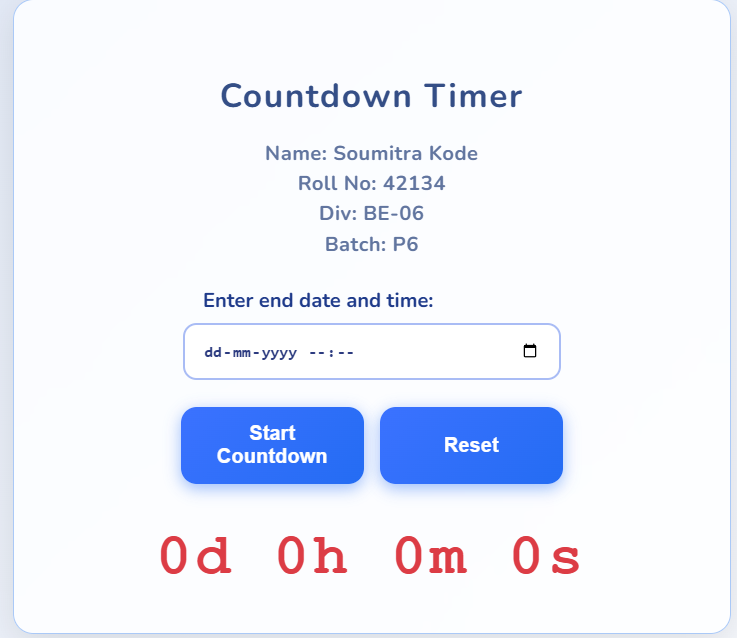 Countdown Timer
Name: Soumitra Kode
Roll No: 42134
Div: BE-06
Batch: P6
Enter end date and time:
dd-mm-yyyy --:--
Start
Countdown
Reset
0d 0h 0m 0s